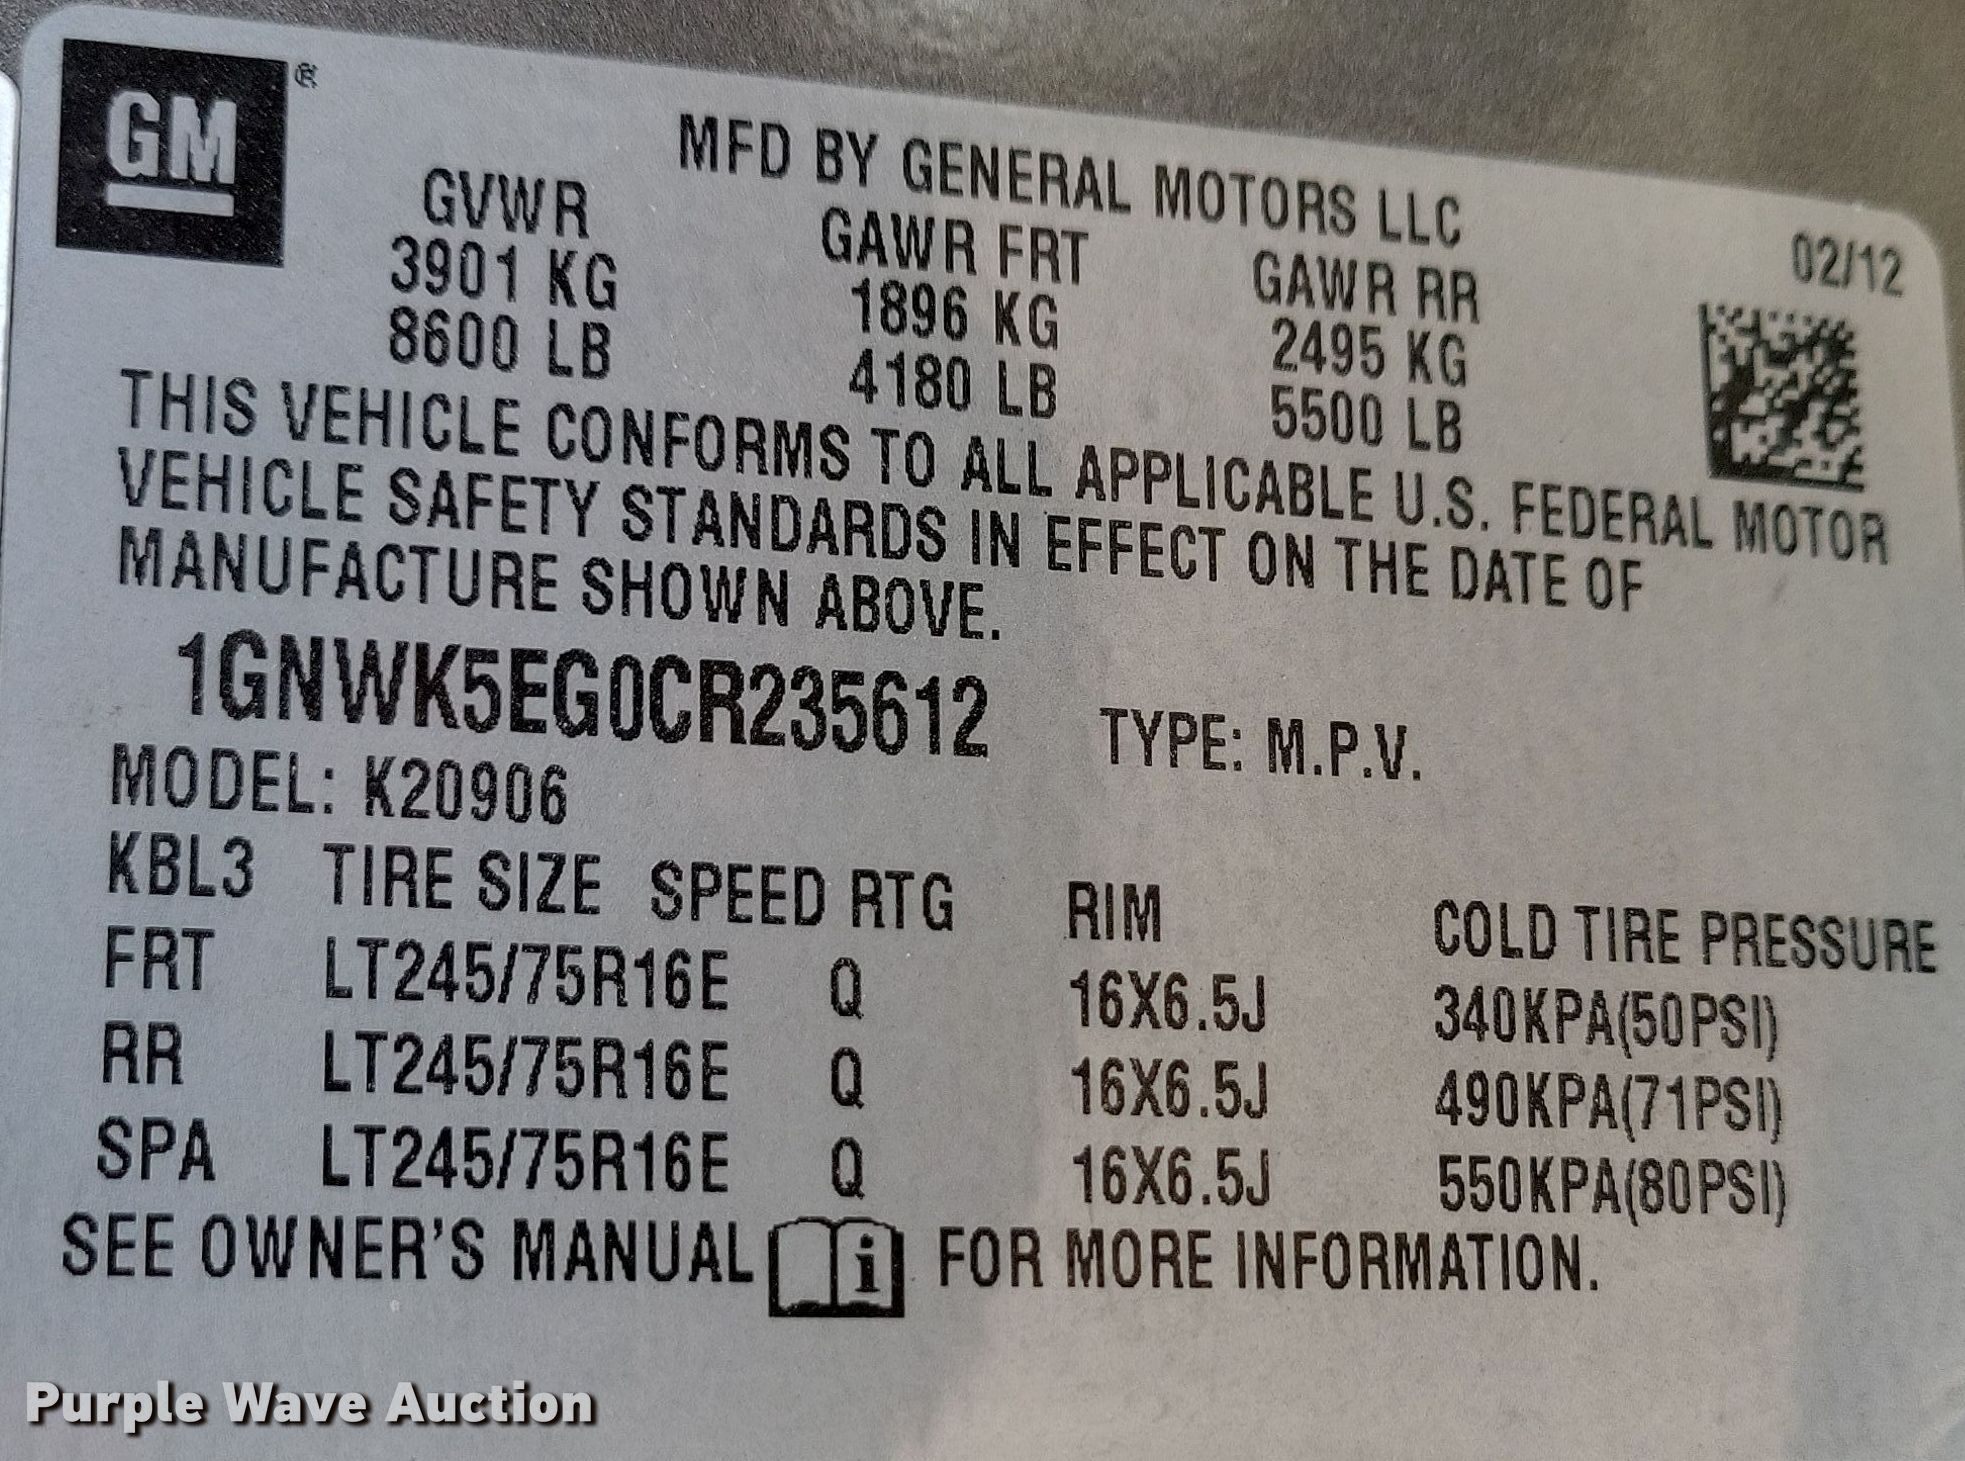 GM®
MFD BY GENERAL MOTORS LLC
02/12
GVWR GAWR FRT GAWR RR
3901 KG 1896 KG 2495 KG
8600 LB 4180 LB 5500 LB
THIS VEHICLE CONFORMS TO ALL APPLICABLE U.S. FEDERAL MOTOR
VEHICLE SAFETY STANDARDS IN EFFECT ON THE DATE OF
MANUFACTURE SHOWN ABOVE.
1GNWK5EG0CR235612 TYPE: M.P.V.
MODEL: K20906
KBL3 TIRE SIZE SPEED RTG RIM COLD TIRE PRESSURE
FRT LT245/75R16E Q 16X6.5J 340KPA(50PSI)
RR LT245/75R16E Q 16X6.5J 490KPA(71PSI)
SPA LT245/75R16E Q 16X6.5J 550KPA(80PSI)
SEE OWNER'S MANUAL i FOR MORE INFORMATION.
Purple Wave Auction